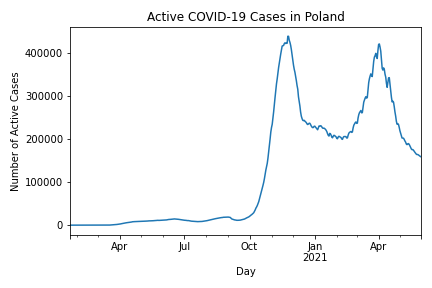 Active COVID-19 Cases in Poland
Number of Active Cases
400000
300000
200000
100000
0
Apr
Jul
Oct
Jan
2021
Apr
Day